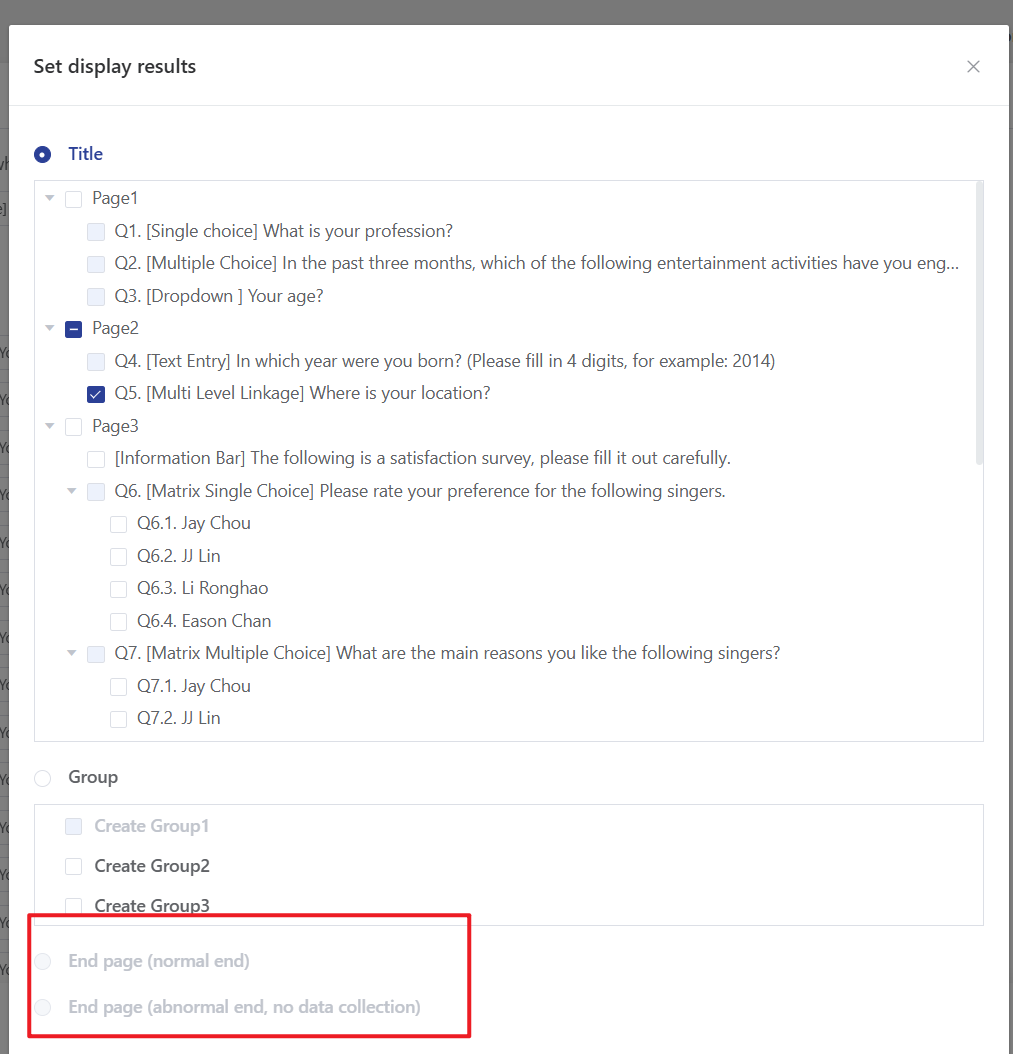 Set display results
Title
Page1
Q1. [Single choice] What is your profession?
Q2. [Multiple Choice] In the past three months, which of the following entertainment activities have you eng...
Q3. [Dropdown ] Your age?
Page2
Q4. [Text Entry] In which year were you born? (Please fill in 4 digits, for example: 2014)
Q5. [Multi Level Linkage] Where is your location?
Page3
[Information Bar] The following is a satisfaction survey, please fill it out carefully.
Q6. [Matrix Single Choice] Please rate your preference for the following singers.
Q6.1. Jay Chou
Q6.2. JJ Lin
Q6.3. Li Ronghao
Q6.4. Eason Chan
Q7. [Matrix Multiple Choice] What are the main reasons you like the following singers?
Q7.1. Jay Chou
Q7.2. JJ Lin
Group
Create Group1
Create Group2
Create Group3
End page (normal end)
End page (abnormal end, no data collection)